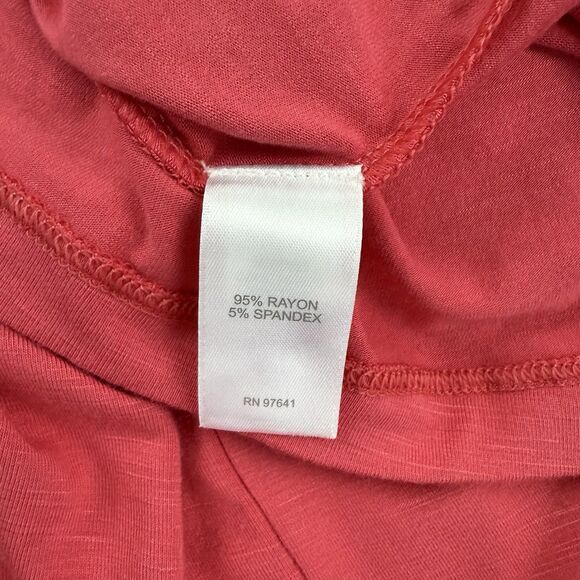 95% RAYON
5% SPANDEX
RN 97641